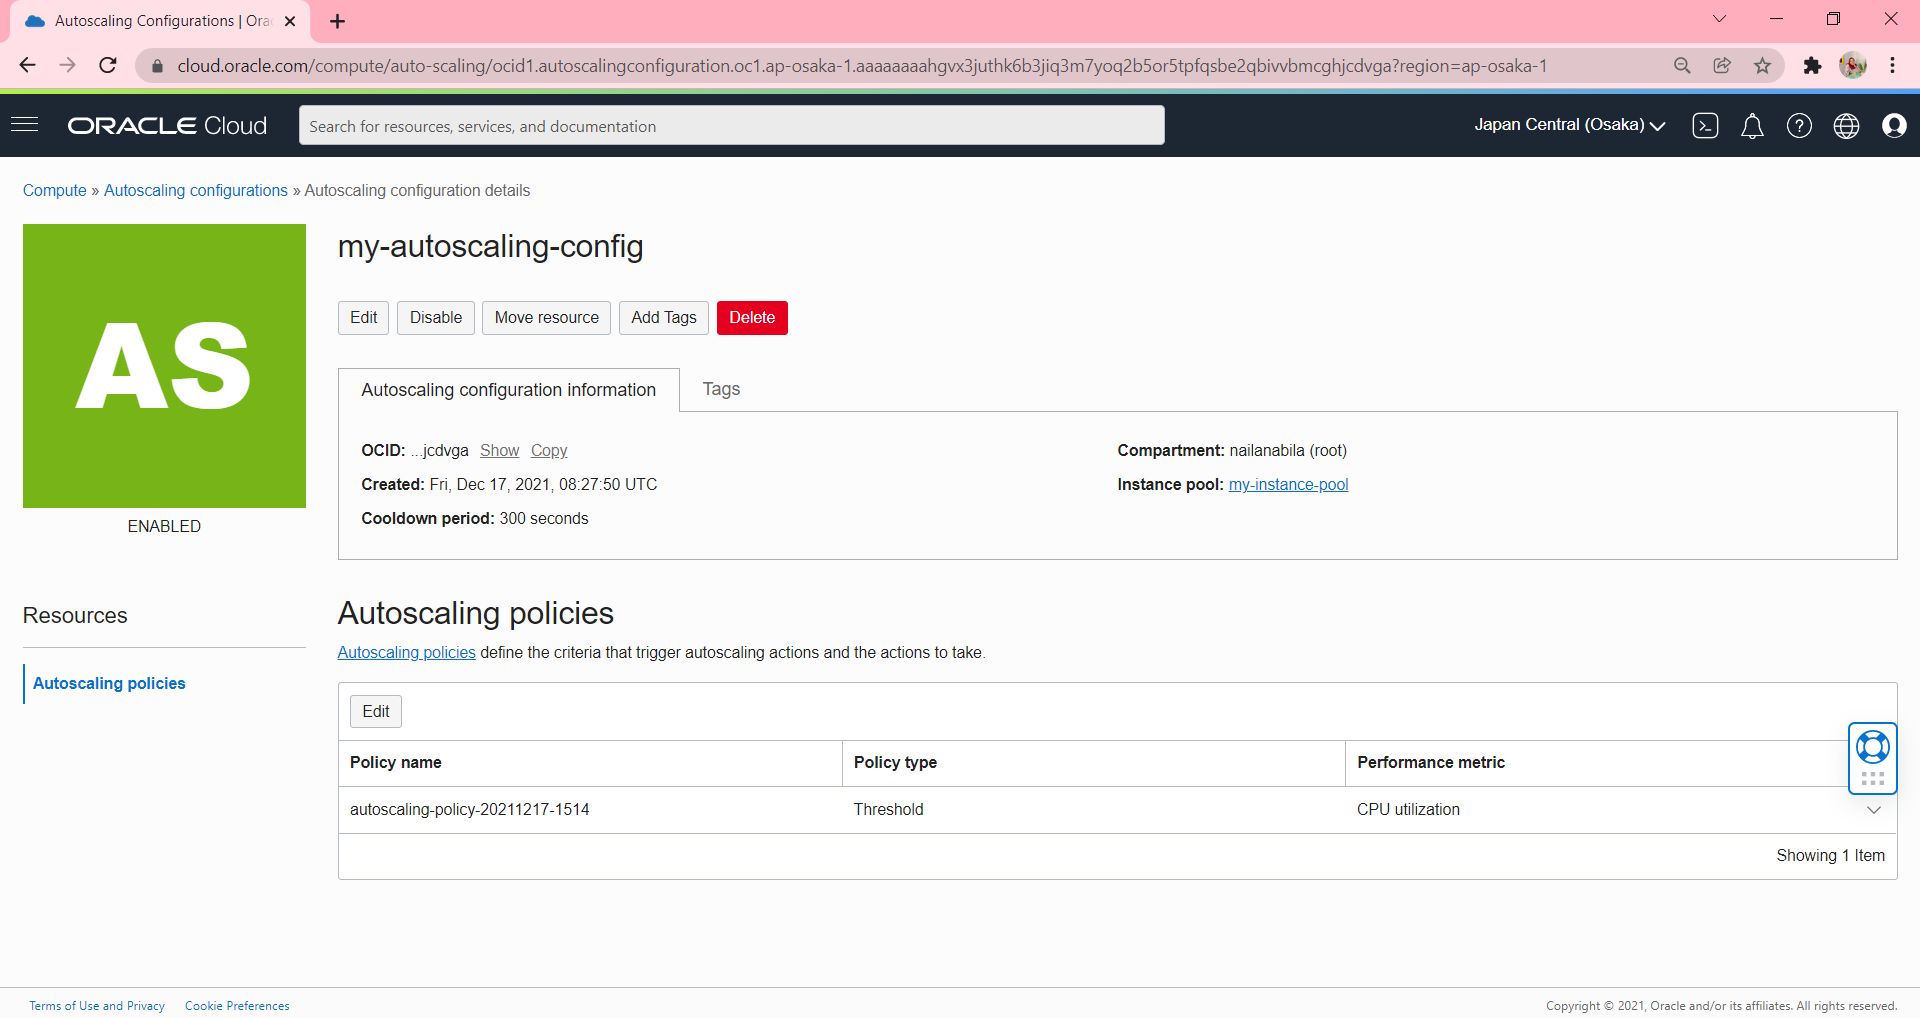 Autoscaling Configurations | Ora
cloud.oracle.com/compute/auto-scaling/ocid1.autoscalingconfiguration.oc1.ap-osaka-1.aaaaaaaahgvx3juthk6b3jiq3m7yoq2b5or5tpfqsbe2qbivvbmcghjcdvga?region=ap-osaka-1
ORACLE Cloud
Search for resources, services, and documentation
Japan Central (Osaka)
Compute » Autoscaling configurations » Autoscaling configuration details
AS
ENABLED
my-autoscaling-config
Edit
Disable
Move resource
Add Tags
Delete
Autoscaling configuration information
Tags
OCID: ...jcdvga Show Copy
Created: Fri, Dec 17, 2021, 08:27:50 UTC
Cooldown period: 300 seconds
Compartment: nailanabila (root)
Instance pool: my-instance-pool
Resources
Autoscaling policies
Autoscaling policies
Autoscaling policies define the criteria that trigger autoscaling actions and the actions to take.
Edit
Policy name
Policy type
Performance metric
autoscaling-policy-20211217-1514
Threshold
CPU utilization
Showing 1 Item
Terms of Use and Privacy
Cookie Preferences
Copyright © 2021, Oracle and/or its affiliates. All rights reserved.